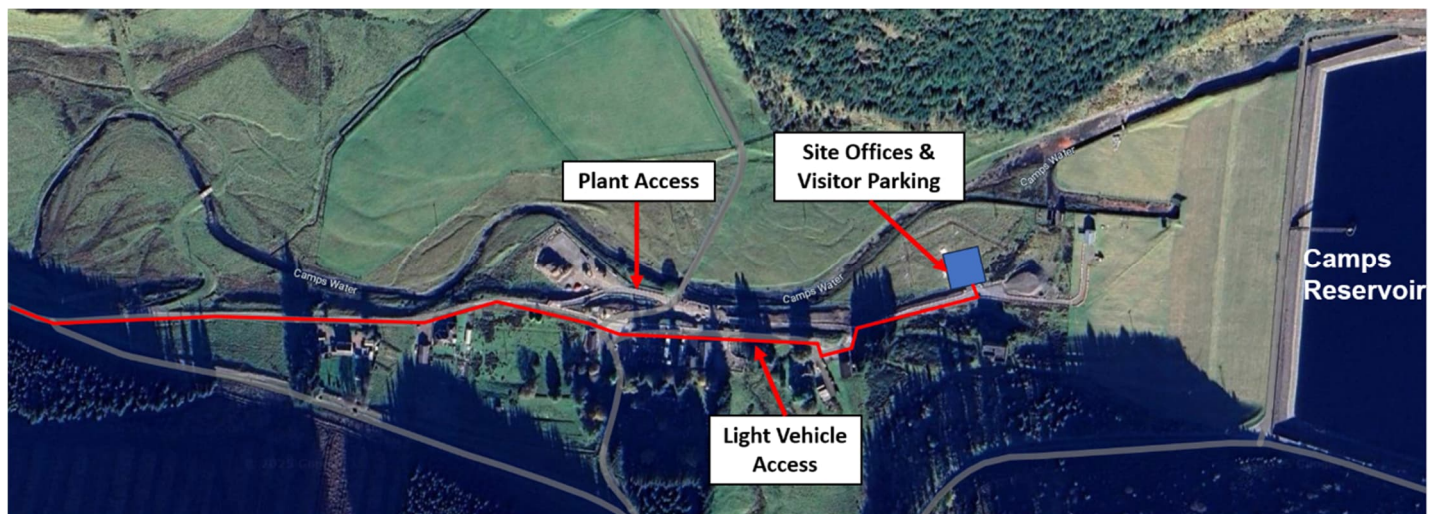 Camps Water
Site Offices &
Visitor Parking
Plant Access
Camps
Reservoir
Camps Water
Camps Water
Light Vehicle
Access